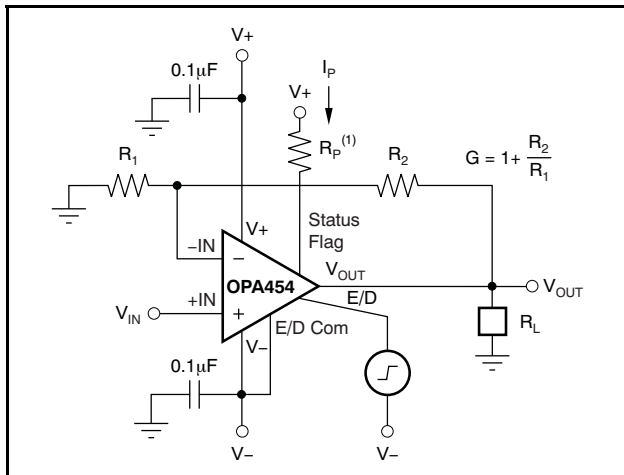 V+
0.1μF
I_P
V+
R_P^(1)
R_1
R_2
G = 1+ R_2/R_1
Status
Flag
V+
-IN
−
V_OUT
OPA454
E/D
V_OUT
V_IN
+IN
+
E/D Com
V−
R_L
0.1μF
V−
V−